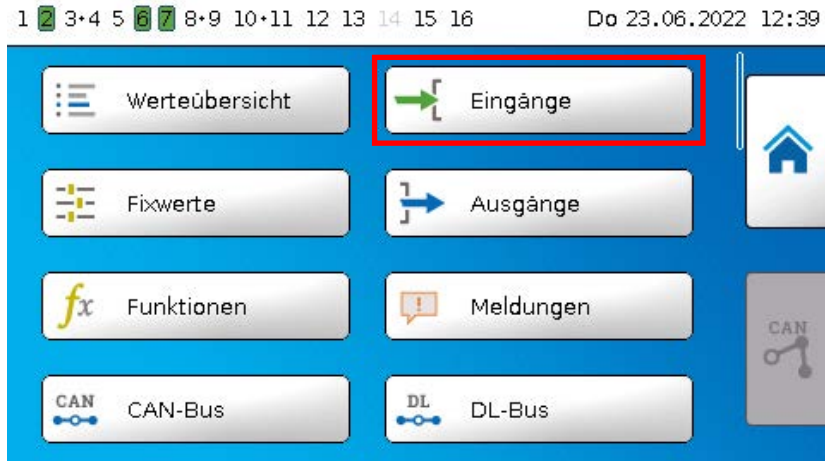 1 2 3•4 5 6 7 8•9 10•11 12 13 14 15 16 Do 23.06.2022 12:39
Werteübersicht
Eingänge
Fixwerte
Ausgänge
fx Funktionen
! Meldungen
CAN
CAN CAN-Bus
DL DL-Bus